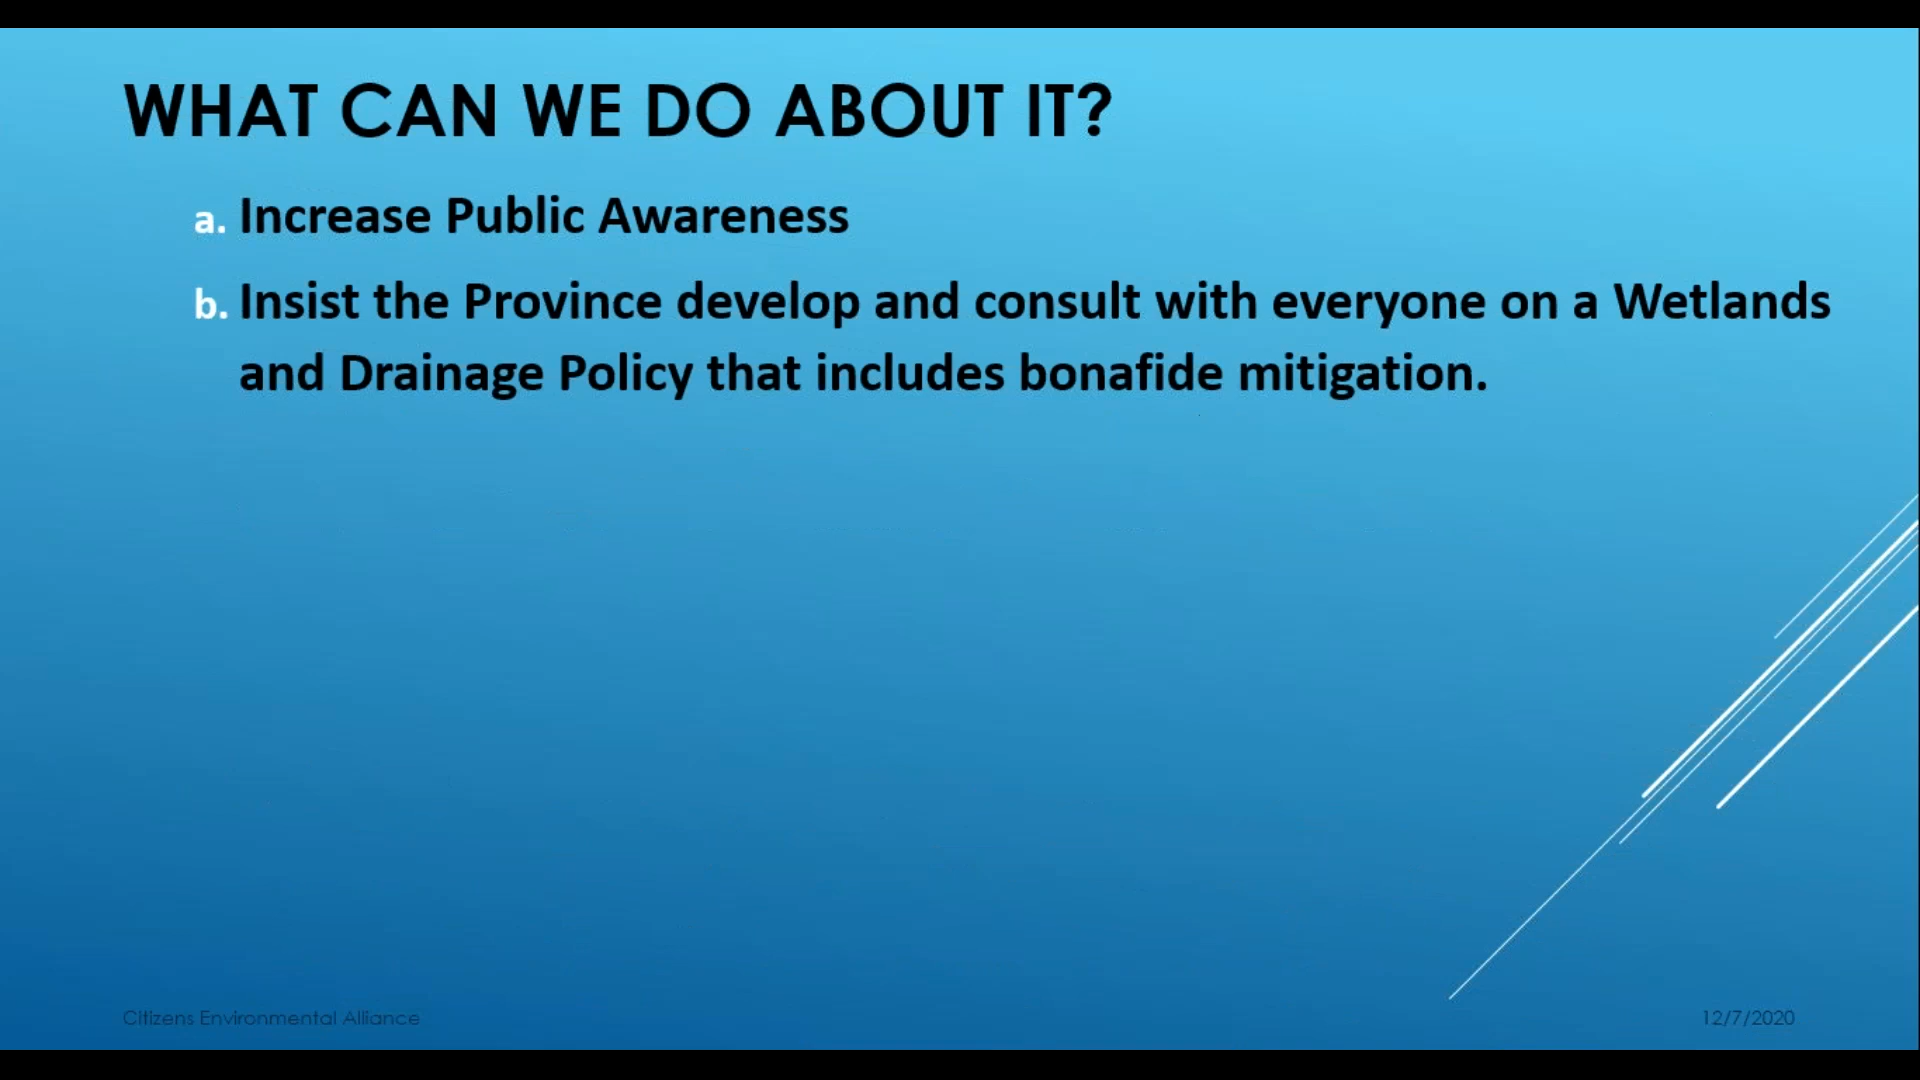 WHAT CAN WE DO ABOUT IT?
a. Increase Public Awareness
b. Insist the Province develop and consult with everyone on a Wetlands
and Drainage Policy that includes bonafide mitigation.
Citizens Environmental Alliance
12/7/2020